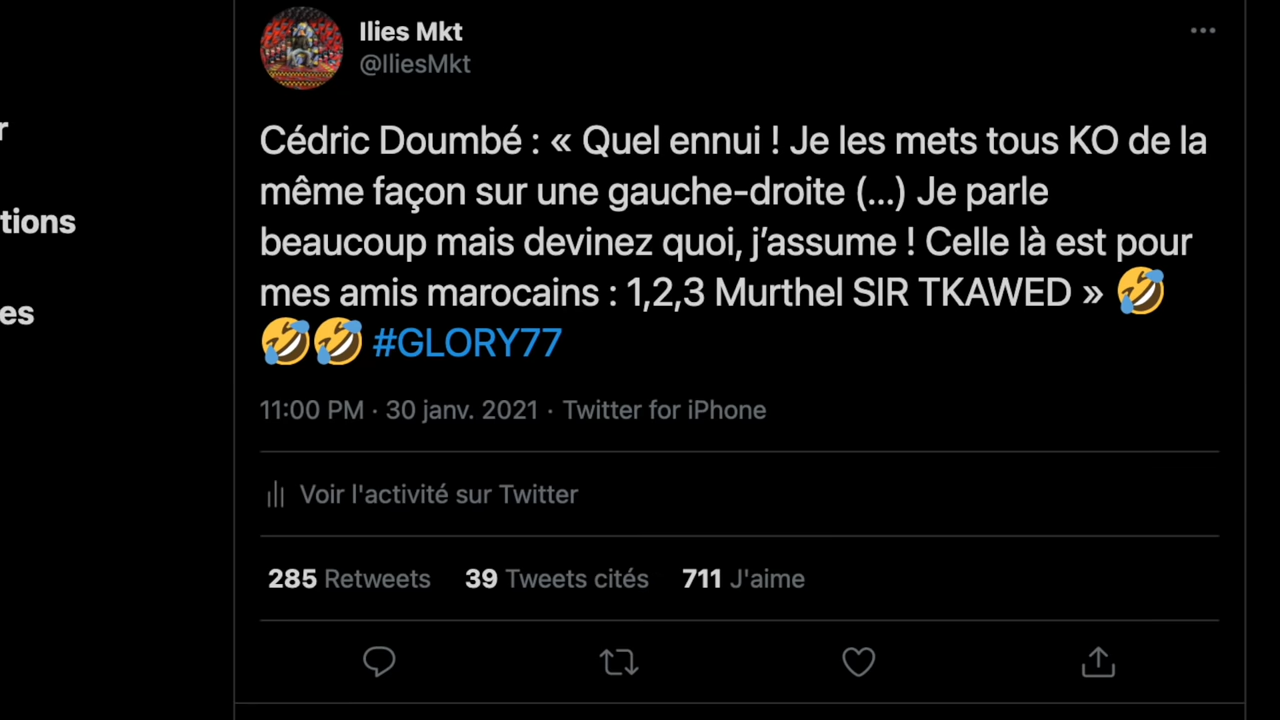 Ilies Mkt
@IliesMkt
r
Cédric Doumbé : « Quel ennui ! Je les mets tous KO de la
même façon sur une gauche-droite (...) Je parle
tions
beaucoup mais devinez quoi, j’assume ! Celle là est pour
mes amis marocains : 1,2,3 Murthel SIR TKAWED » 🤣
es
🤣🤣 #GLORY77
11:00 PM · 30 janv. 2021 · Twitter for iPhone
Voir l'activité sur Twitter
285 Retweets 39 Tweets cités 711 J'aime